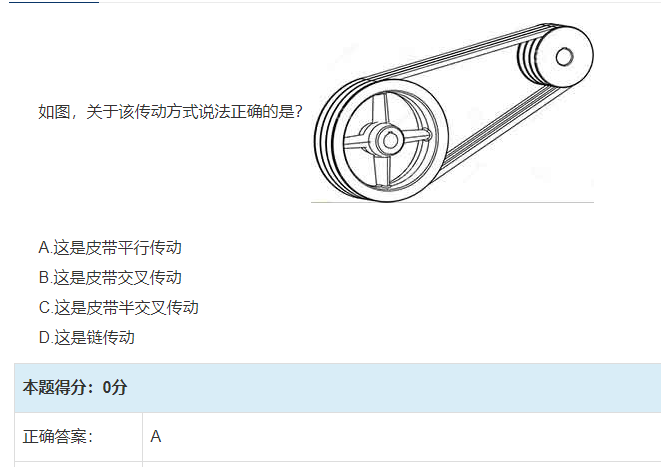 如图，关于该传动方式说法正确的是？
A.这是皮带平行传动
B.这是皮带交叉传动
C.这是皮带半交叉传动
D.这是链传动
本题得分：0分
正确答案： A